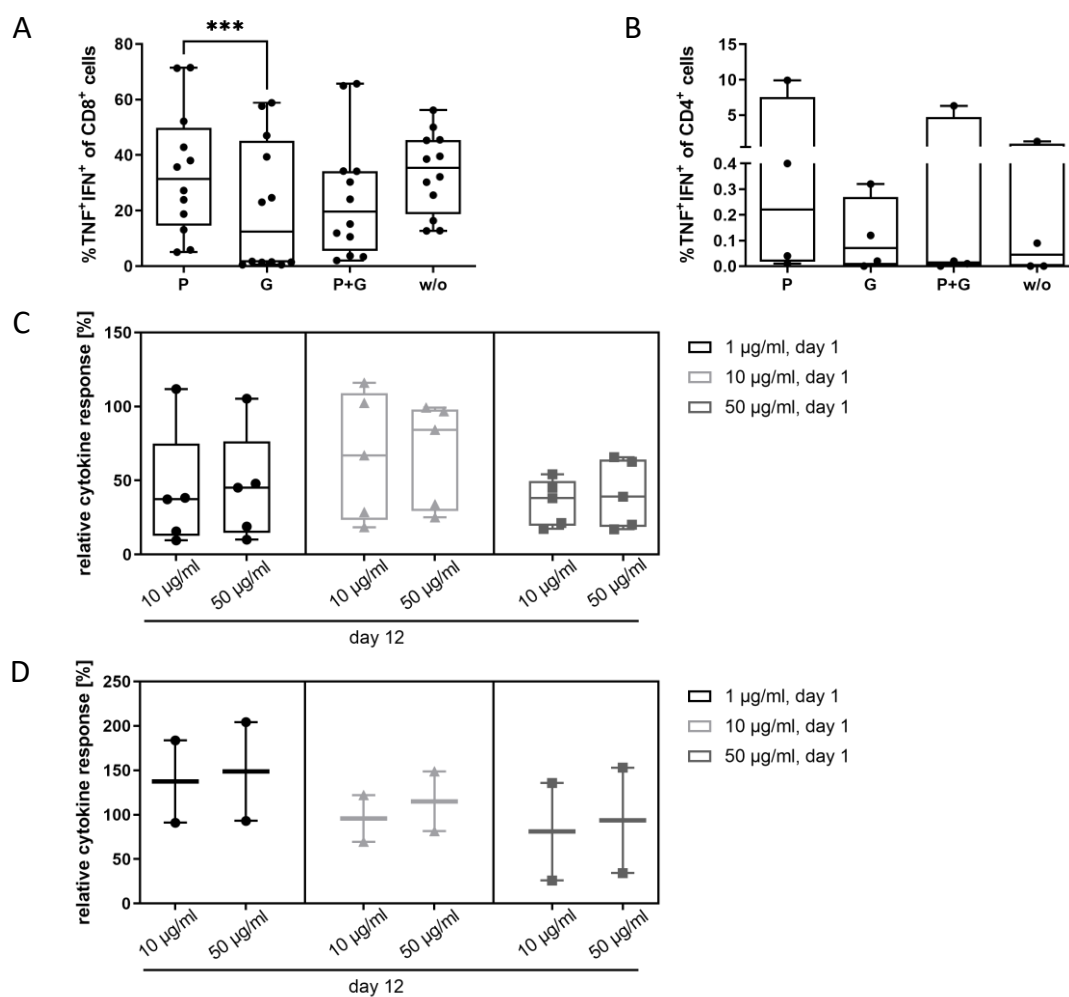 A
%TNF⁺IFN⁺ of CD8⁺ cells
80
60
40
20
0
***
P G P+G w/o
B
%TNF⁺IFN⁺ of CD4⁺ cells
15
10
5
0.4
0.3
0.2
0.1
0.0
P G P+G w/o
C
relative cytokine response [%]
150
100
50
0
10 µg/ml 50 µg/ml 10 µg/ml 50 µg/ml 10 µg/ml 50 µg/ml
day 12
1 µg/ml, day 1
10 µg/ml, day 1
50 µg/ml, day 1
D
relative cytokine response [%]
250
200
150
100
50
0
10 µg/ml 50 µg/ml 10 µg/ml 50 µg/ml 10 µg/ml 50 µg/ml
day 12
1 µg/ml, day 1
10 µg/ml, day 1
50 µg/ml, day 1